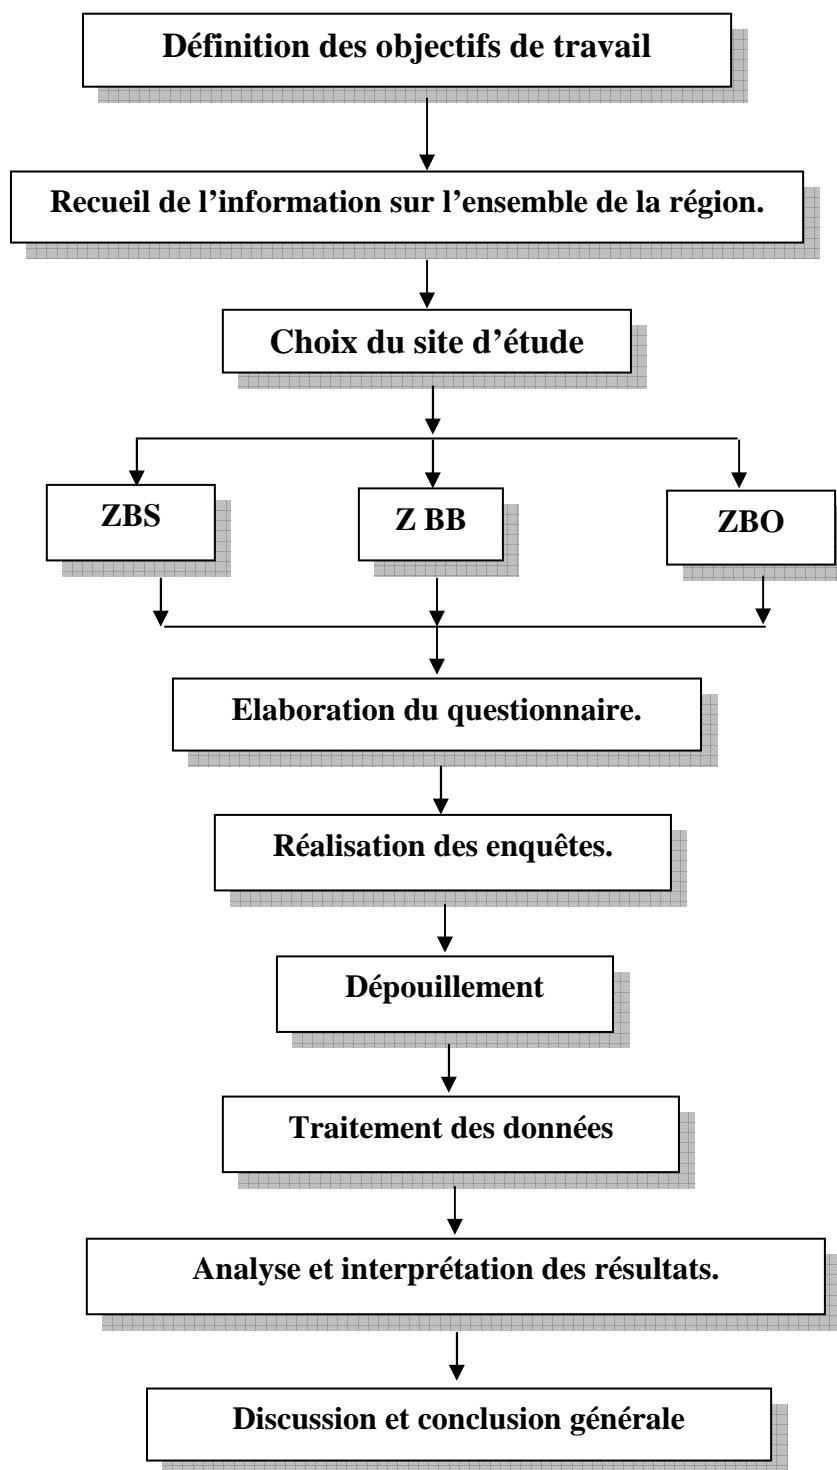 Définition des objectifs de travail
Recueil de l’information sur l’ensemble de la région.
Choix du site d’étude
ZBS
Z BB
ZBO
Elaboration du questionnaire.
Réalisation des enquêtes.
Dépouillement
Traitement des données
Analyse et interprétation des résultats.
Discussion et conclusion générale